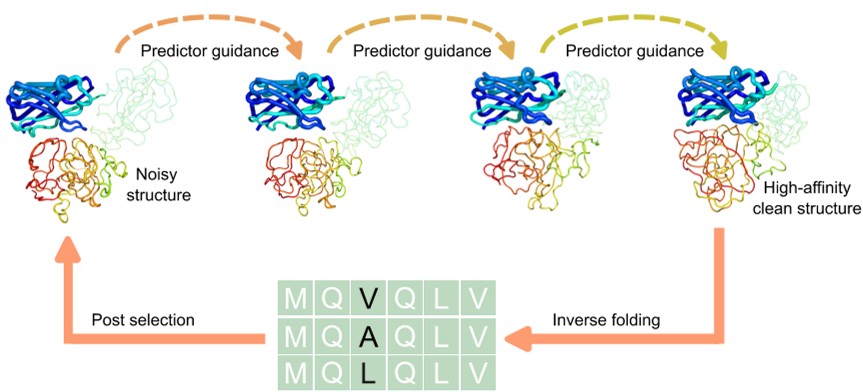 Predictor guidance
Predictor guidance
Predictor guidance
Noisy
structure
High-affinity
clean structure
Post selection
M Q V Q L V
M Q A Q L V
M Q L Q L V
Inverse folding